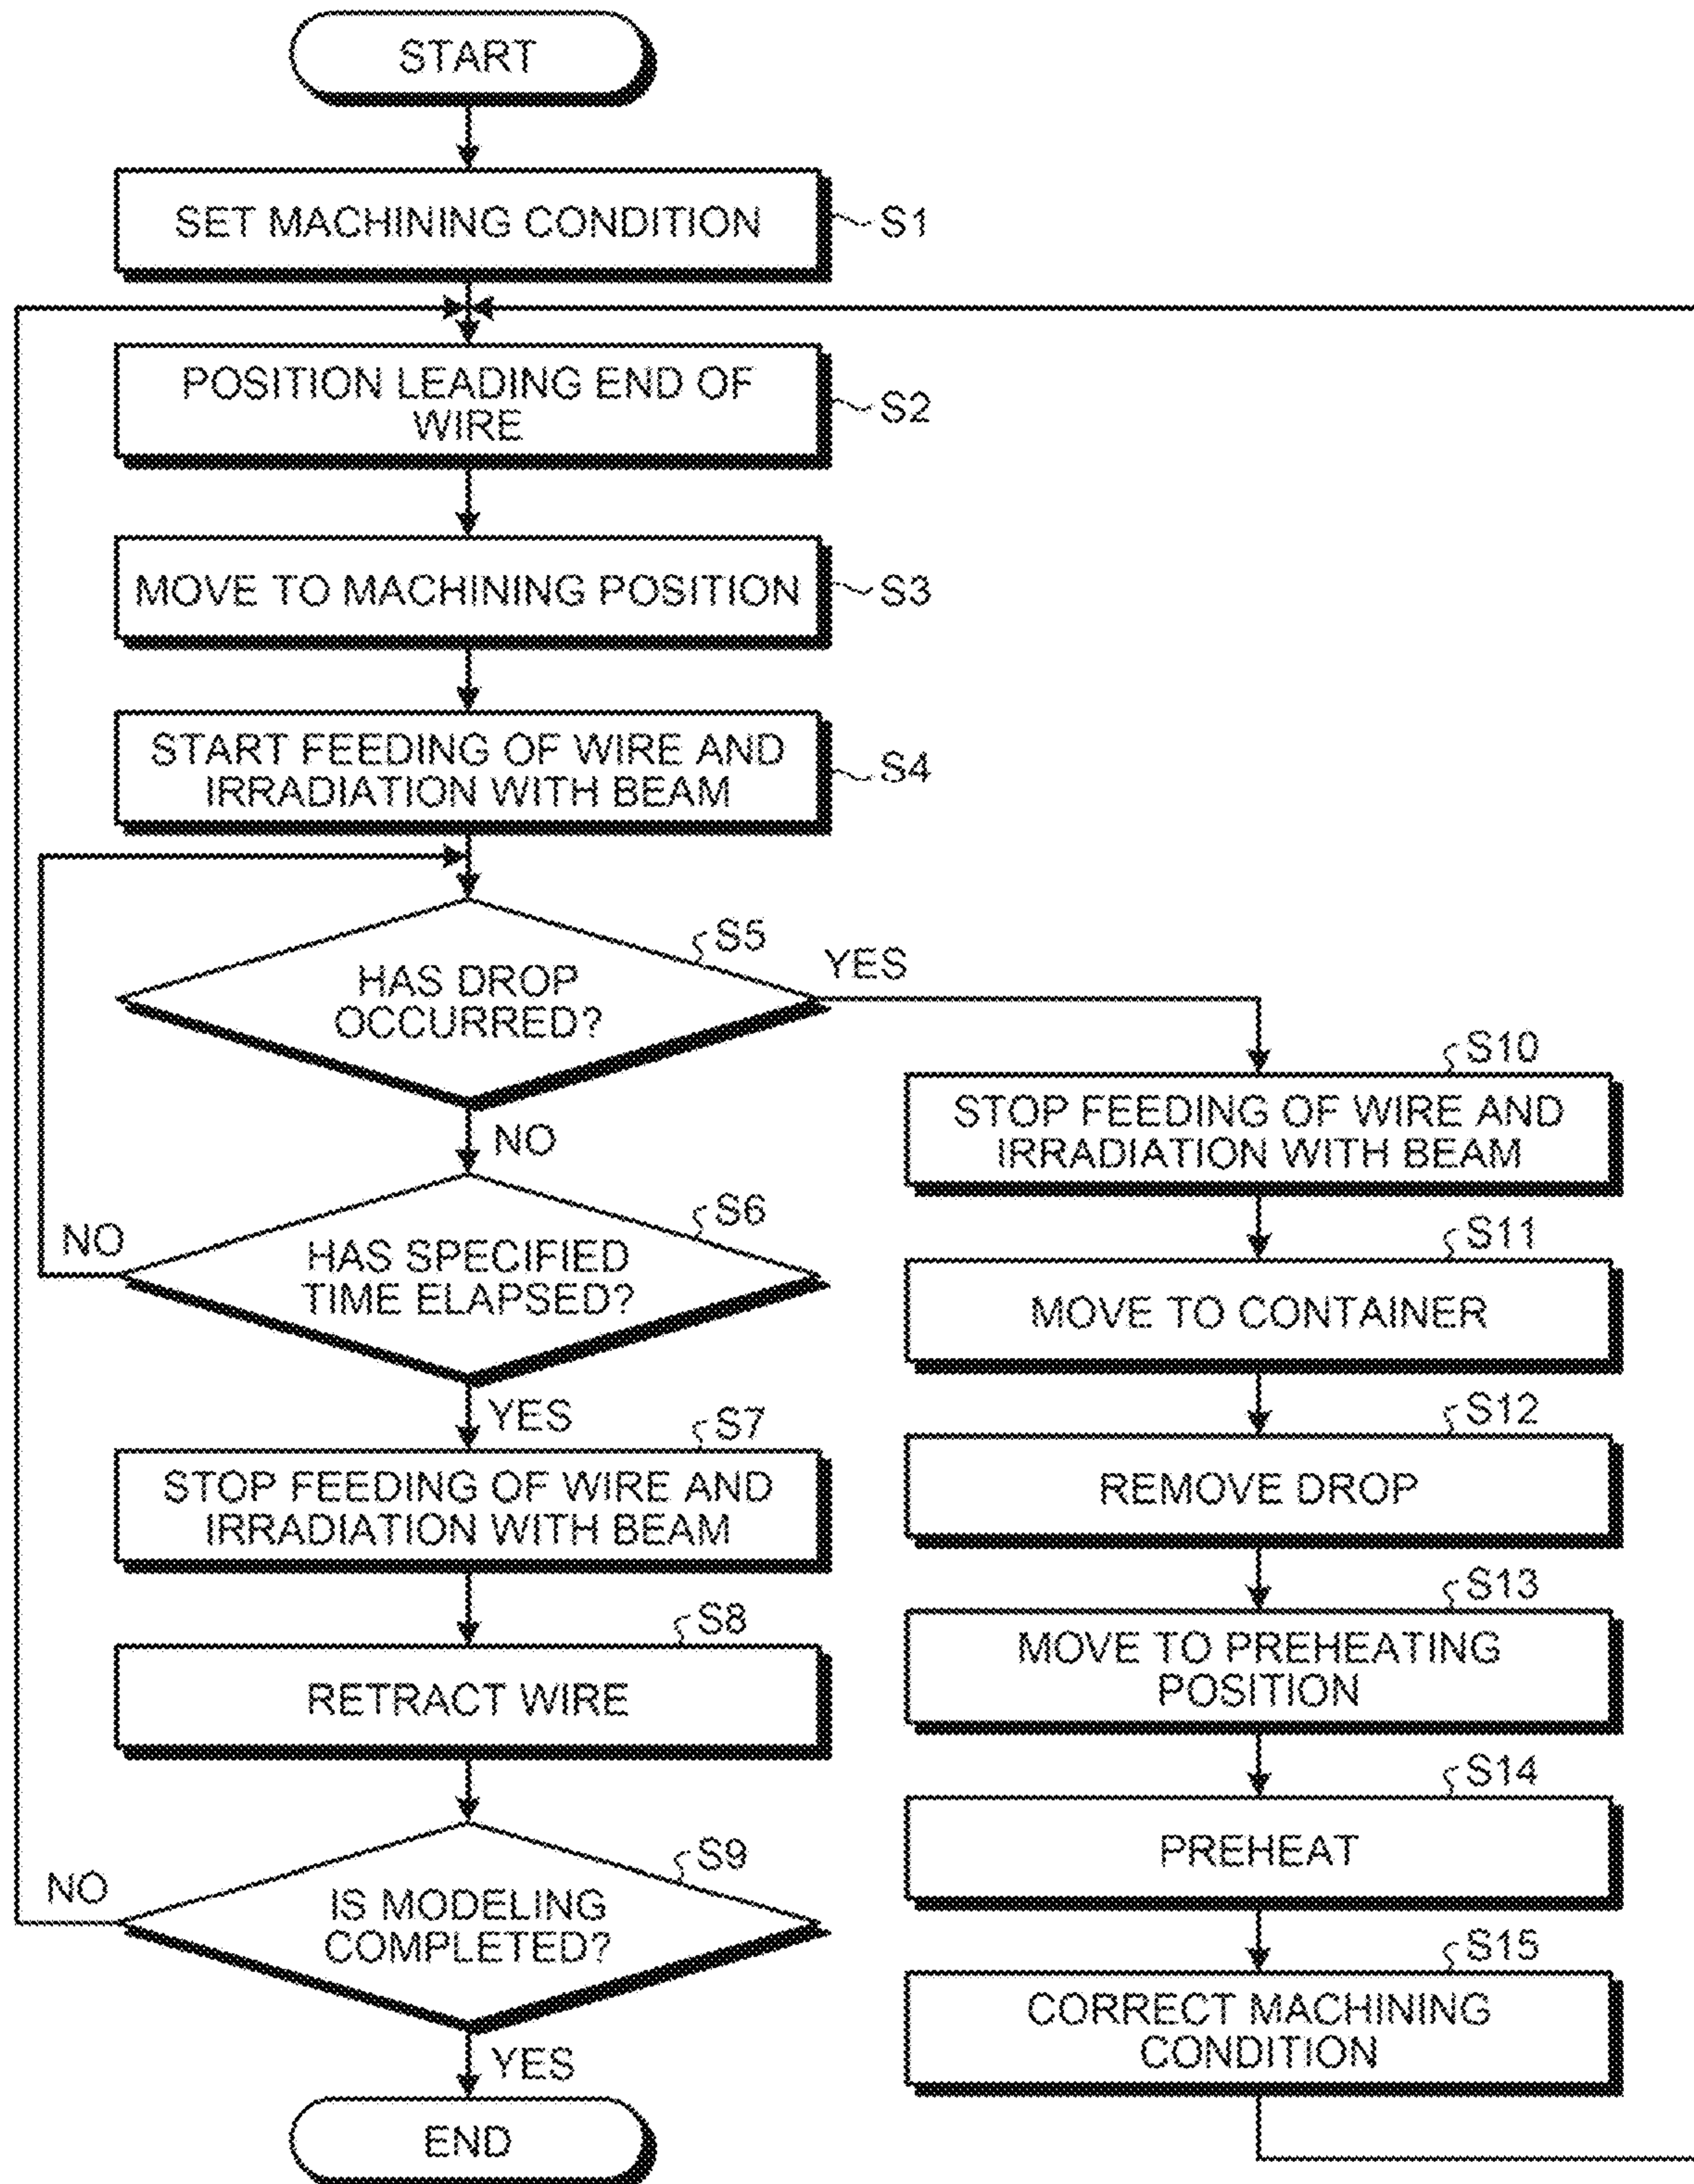 START
SET MACHINING CONDITION
S1
POSITION LEADING END OF
WIRE
S2
MOVE TO MACHINING POSITION
S3
START FEEDING OF WIRE AND
IRRADIATION WITH BEAM
S4
S5
HAS DROP
OCCURRED?
YES
NO
S6
HAS SPECIFIED
TIME ELAPSED?
NO
YES
S7
STOP FEEDING OF WIRE AND
IRRADIATION WITH BEAM
S8
RETRACT WIRE
S9
IS MODELING
COMPLETED?
NO
YES
END
S10
STOP FEEDING OF WIRE AND
IRRADIATION WITH BEAM
S11
MOVE TO CONTAINER
S12
REMOVE DROP
S13
MOVE TO PREHEATING
POSITION
S14
PREHEAT
S15
CORRECT MACHINING
CONDITION